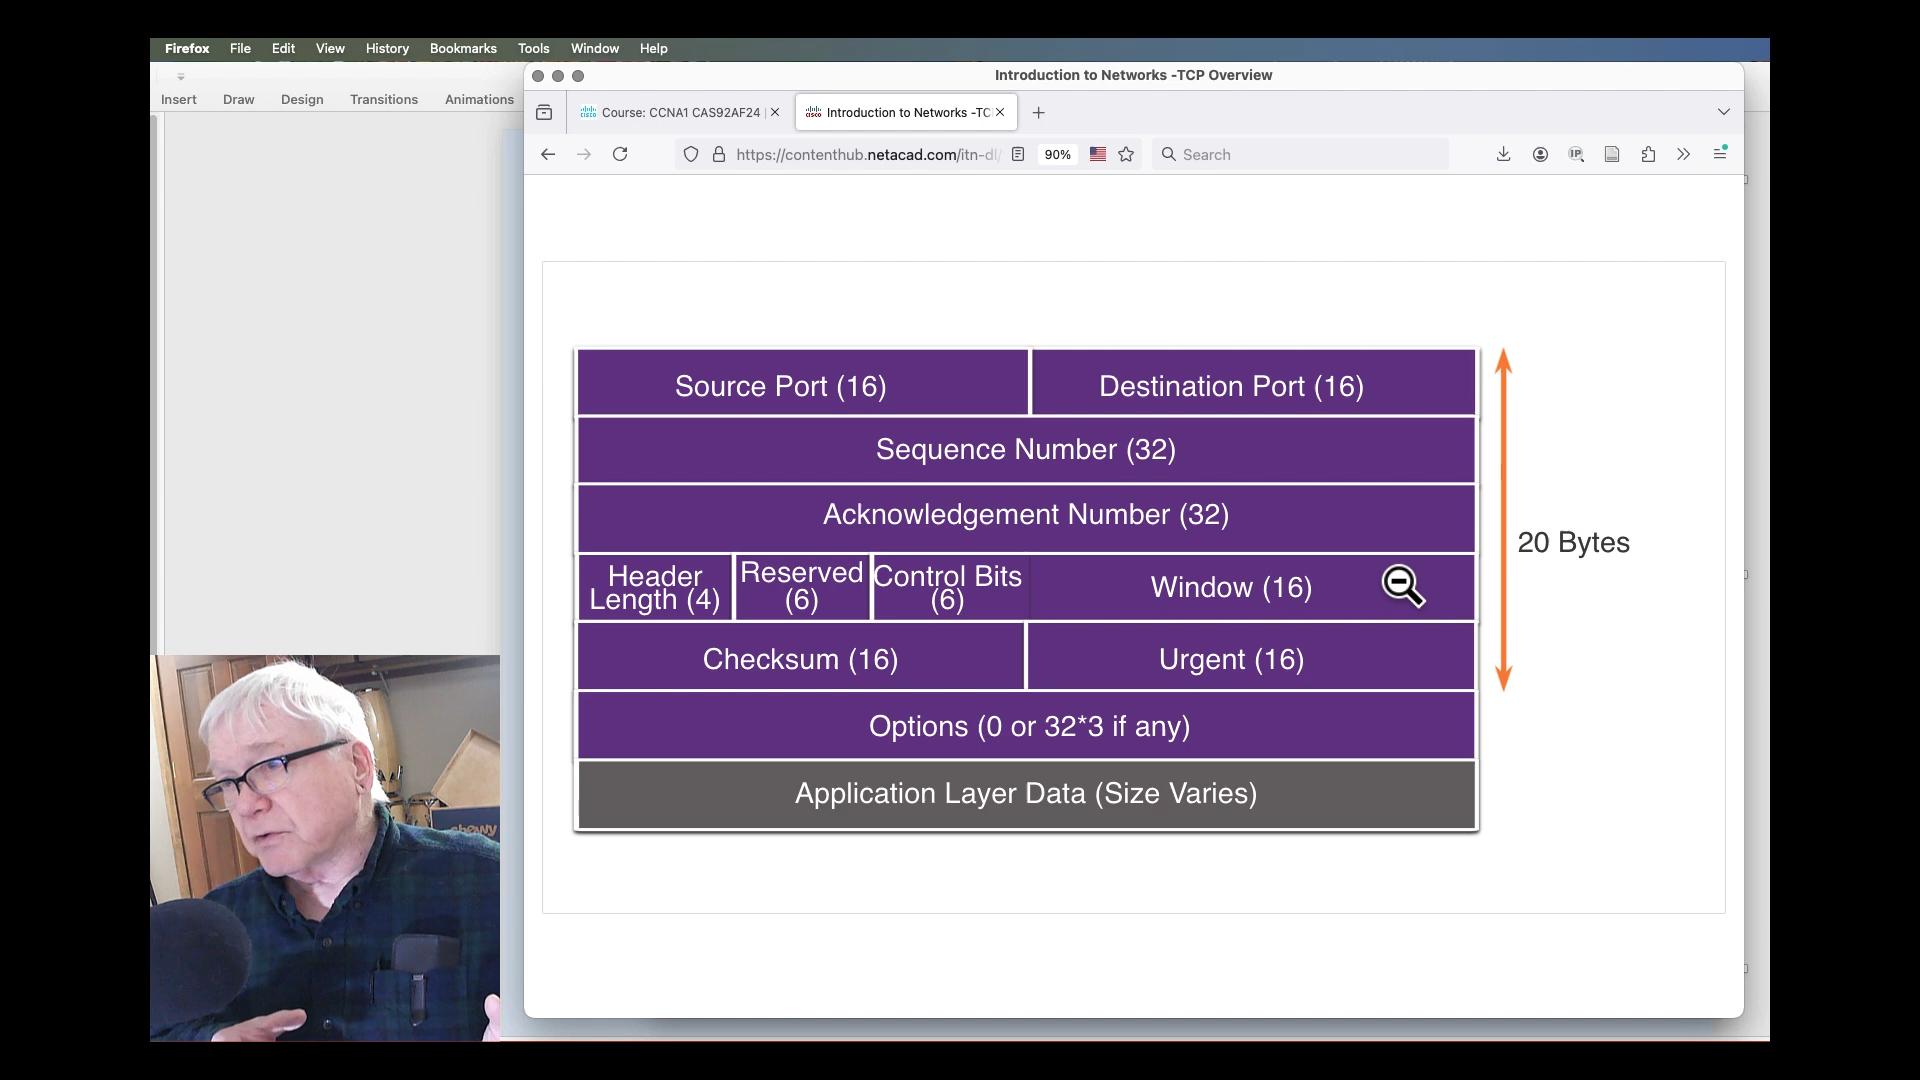 Firefox File Edit View History Bookmarks Tools Window Help
Introduction to Networks -TCP Overview
Insert Draw Design Transitions Animations
Course: CCNA1 CAS92AF24 |
Introduction to Networks -TC
https://contenthub.netacad.com/itn-dl/
90%
Search
IP
Source Port (16)
Destination Port (16)
Sequence Number (32)
Acknowledgement Number (32)
Header
Length (4)
Reserved
(6)
Control Bits
(6)
Window (16)
Checksum (16)
Urgent (16)
Options (0 or 32*3 if any)
Application Layer Data (Size Varies)
20 Bytes
chewy